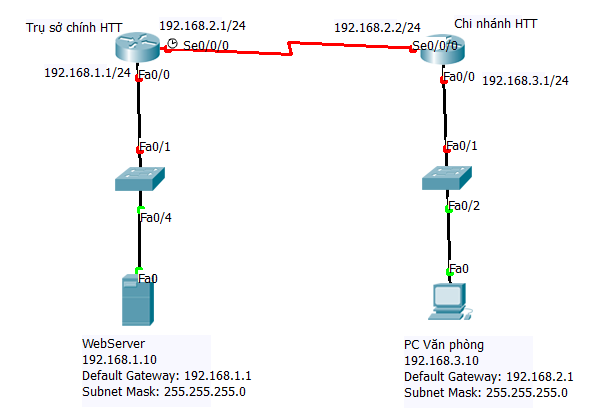 Trụ sở chính HTT
192.168.2.1/24
192.168.2.2/24
Chi nhánh HTT
Se0/0/0
Se0/0/0
192.168.1.1/24
Fa0/0
Fa0/0
192.168.3.1/24
Fa0/1
Fa0/1
Fa0/4
Fa0/2
Fa0
Fa0
WebServer
192.168.1.10
Default Gateway: 192.168.1.1
Subnet Mask: 255.255.255.0
PC Văn phòng
192.168.3.10
Default Gateway: 192.168.2.1
Subnet Mask: 255.255.255.0